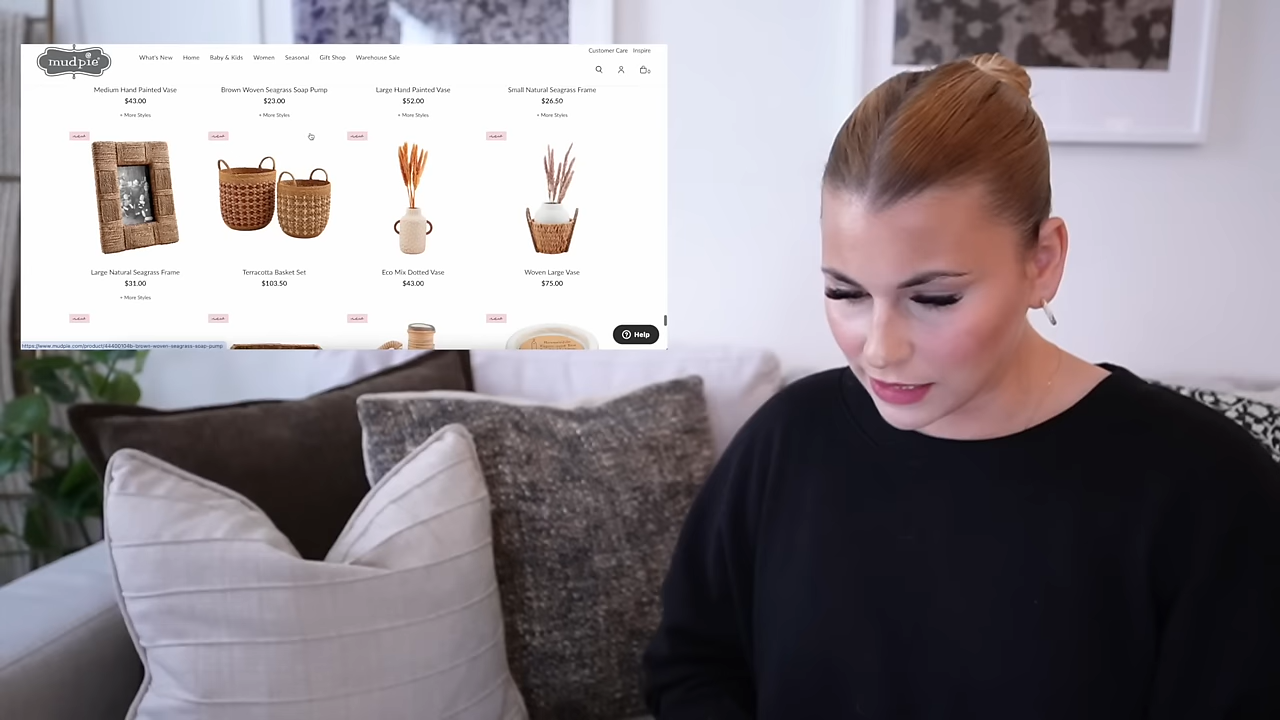 Customer Care Inspire
mudpie
What's New Home Baby & Kids Women Seasonal Gift Shop Warehouse Sale
0
Medium Hand Painted Vase Brown Woven Seagrass Soap Pump Large Hand Painted Vase Small Natural Seagrass Frame
$43.00 $23.00 $52.00 $26.50
+ More Styles + More Styles + More Styles + More Styles
Large Natural Seagrass Frame Terracotta Basket Set Eco Mix Dotted Vase Woven Large Vase
$31.00 $103.50 $43.00 $75.00
+ More Styles
Help
https://www.mudpie.com/product/44400104b-brown-woven-seagrass-soap-pump